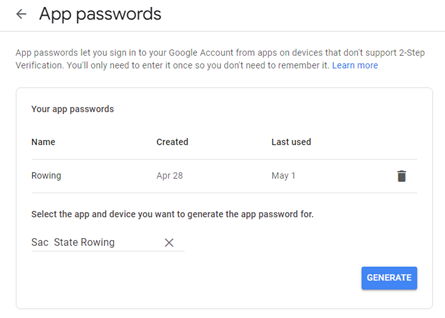 App passwords
App passwords let you sign in to your Google Account from apps on devices that don't support 2-Step
Verification. You'll only need to enter it once so you don't need to remember it. Learn more
Your app passwords
Name Created Last used
Rowing Apr 28 May 1
Select the app and device you want to generate the app password for.
Sac State Rowing
GENERATE